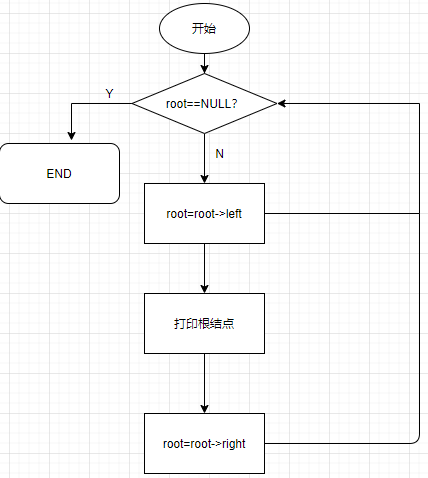 开始
root==NULL？
Y
N
END
root=root->left
打印根结点
root=root->right